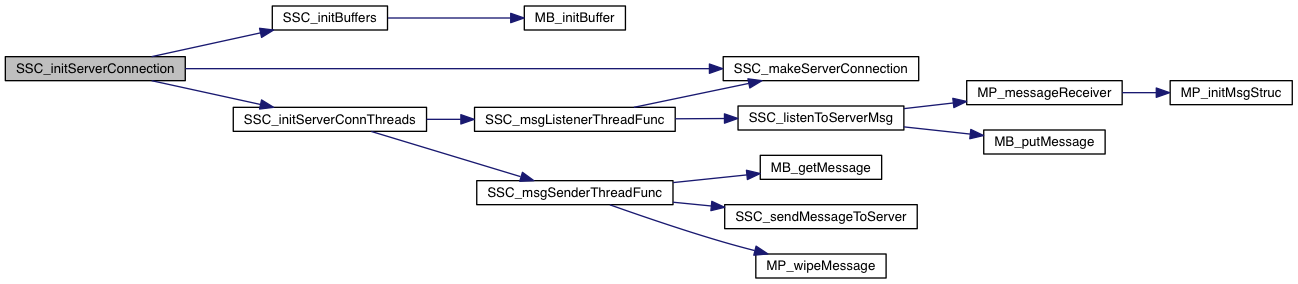 SSC_initBuffers
MB_initBuffer
SSC_initServerConnection
SSC_makeServerConnection
MP_messageReceiver
MP_initMsgStruc
SSC_initServerConnThreads
SSC_msgListenerThreadFunc
SSC_listenToServerMsg
MB_putMessage
MB_getMessage
SSC_msgSenderThreadFunc
SSC_sendMessageToServer
MP_wipeMessage